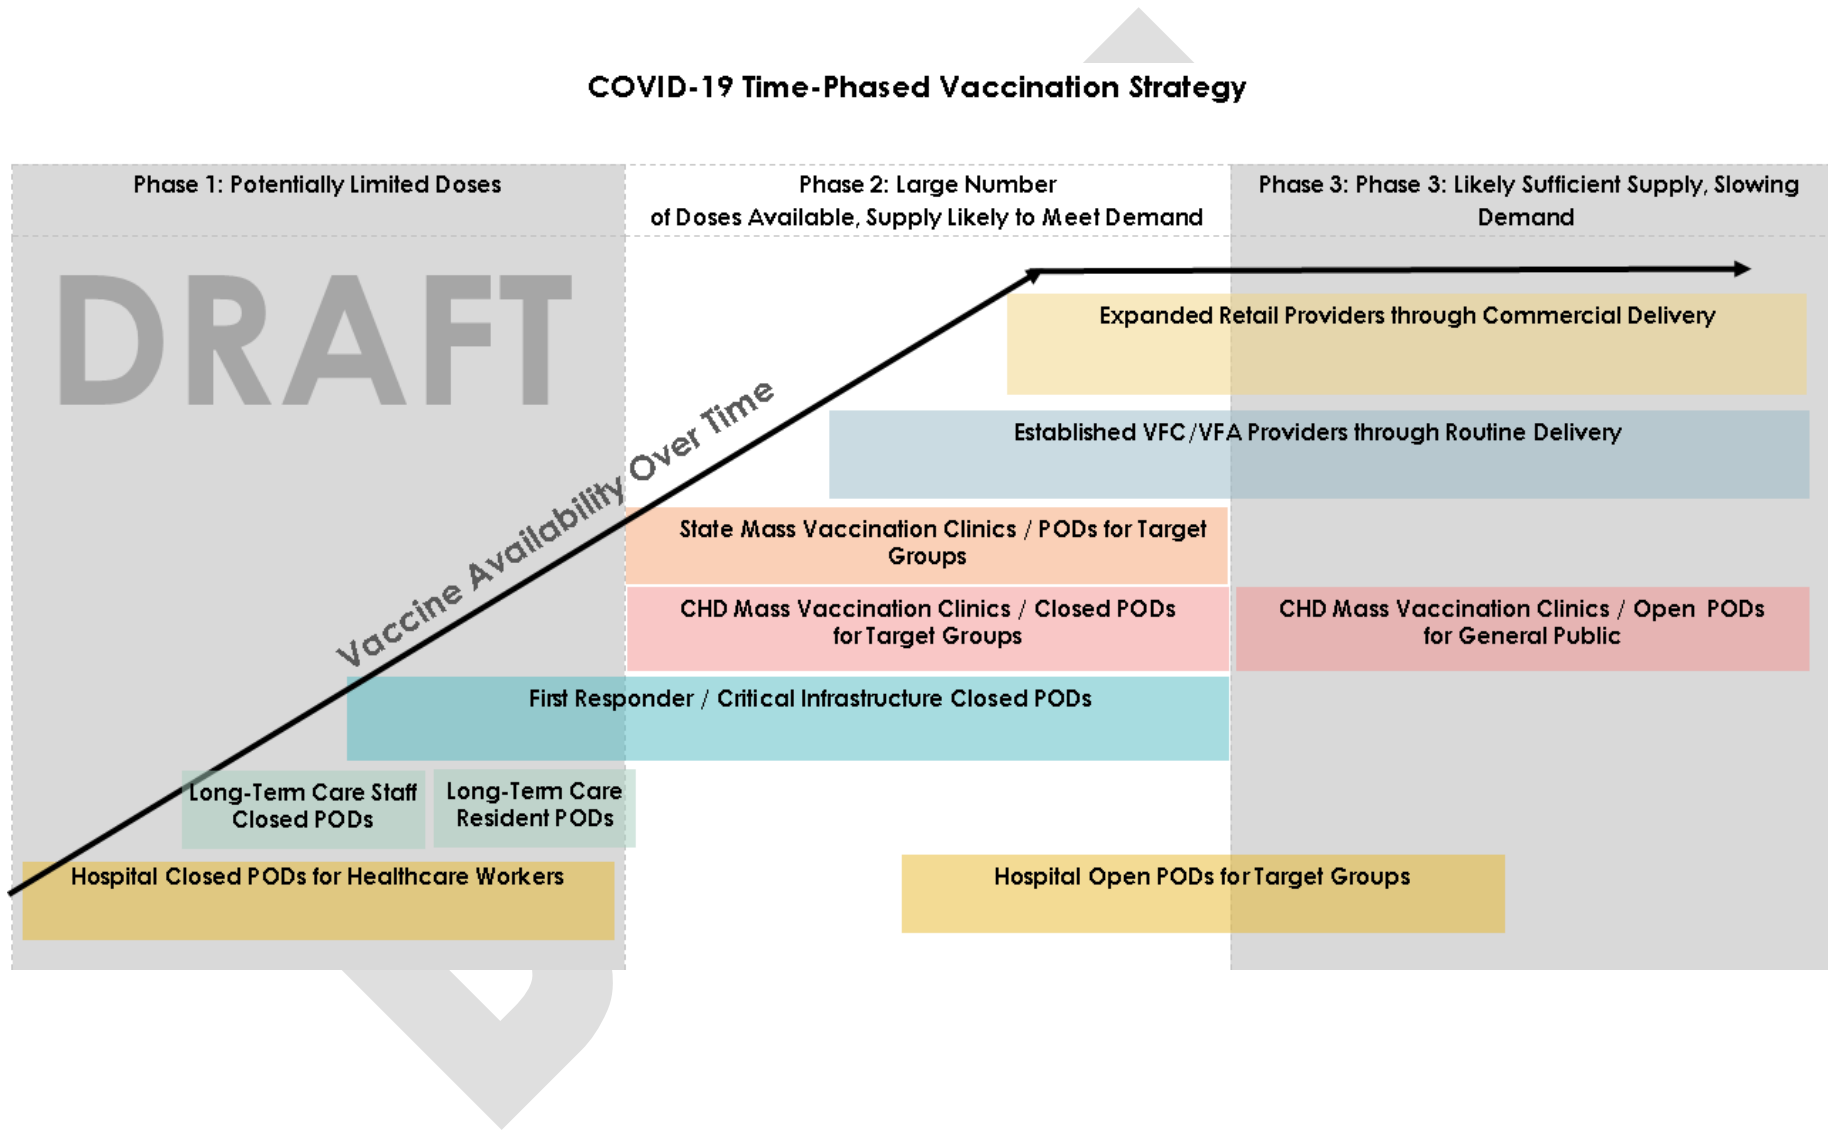 COVID-19 Time-Phased Vaccination Strategy
Phase 1: Potentially Limited Doses
Phase 2: Large Number
of Doses Available, Supply Likely to Meet Demand
Phase 3: Phase 3: Likely Sufficient Supply, Slowing
Demand
DRAFT
Vaccine Availability Over Time
Expanded Retail Providers through Commercial Delivery
Established VFC/VFA Providers through Routine Delivery
State Mass Vaccination Clinics / PODs for Target
Groups
CHD Mass Vaccination Clinics / Closed PODs
for Target Groups
CHD Mass Vaccination Clinics / Open PODs
for General Public
First Responder / Critical Infrastructure Closed PODs
Long-Term Care Staff
Closed PODs
Long-Term Care
Resident PODs
Hospital Closed PODs for Healthcare Workers
Hospital Open PODs for Target Groups